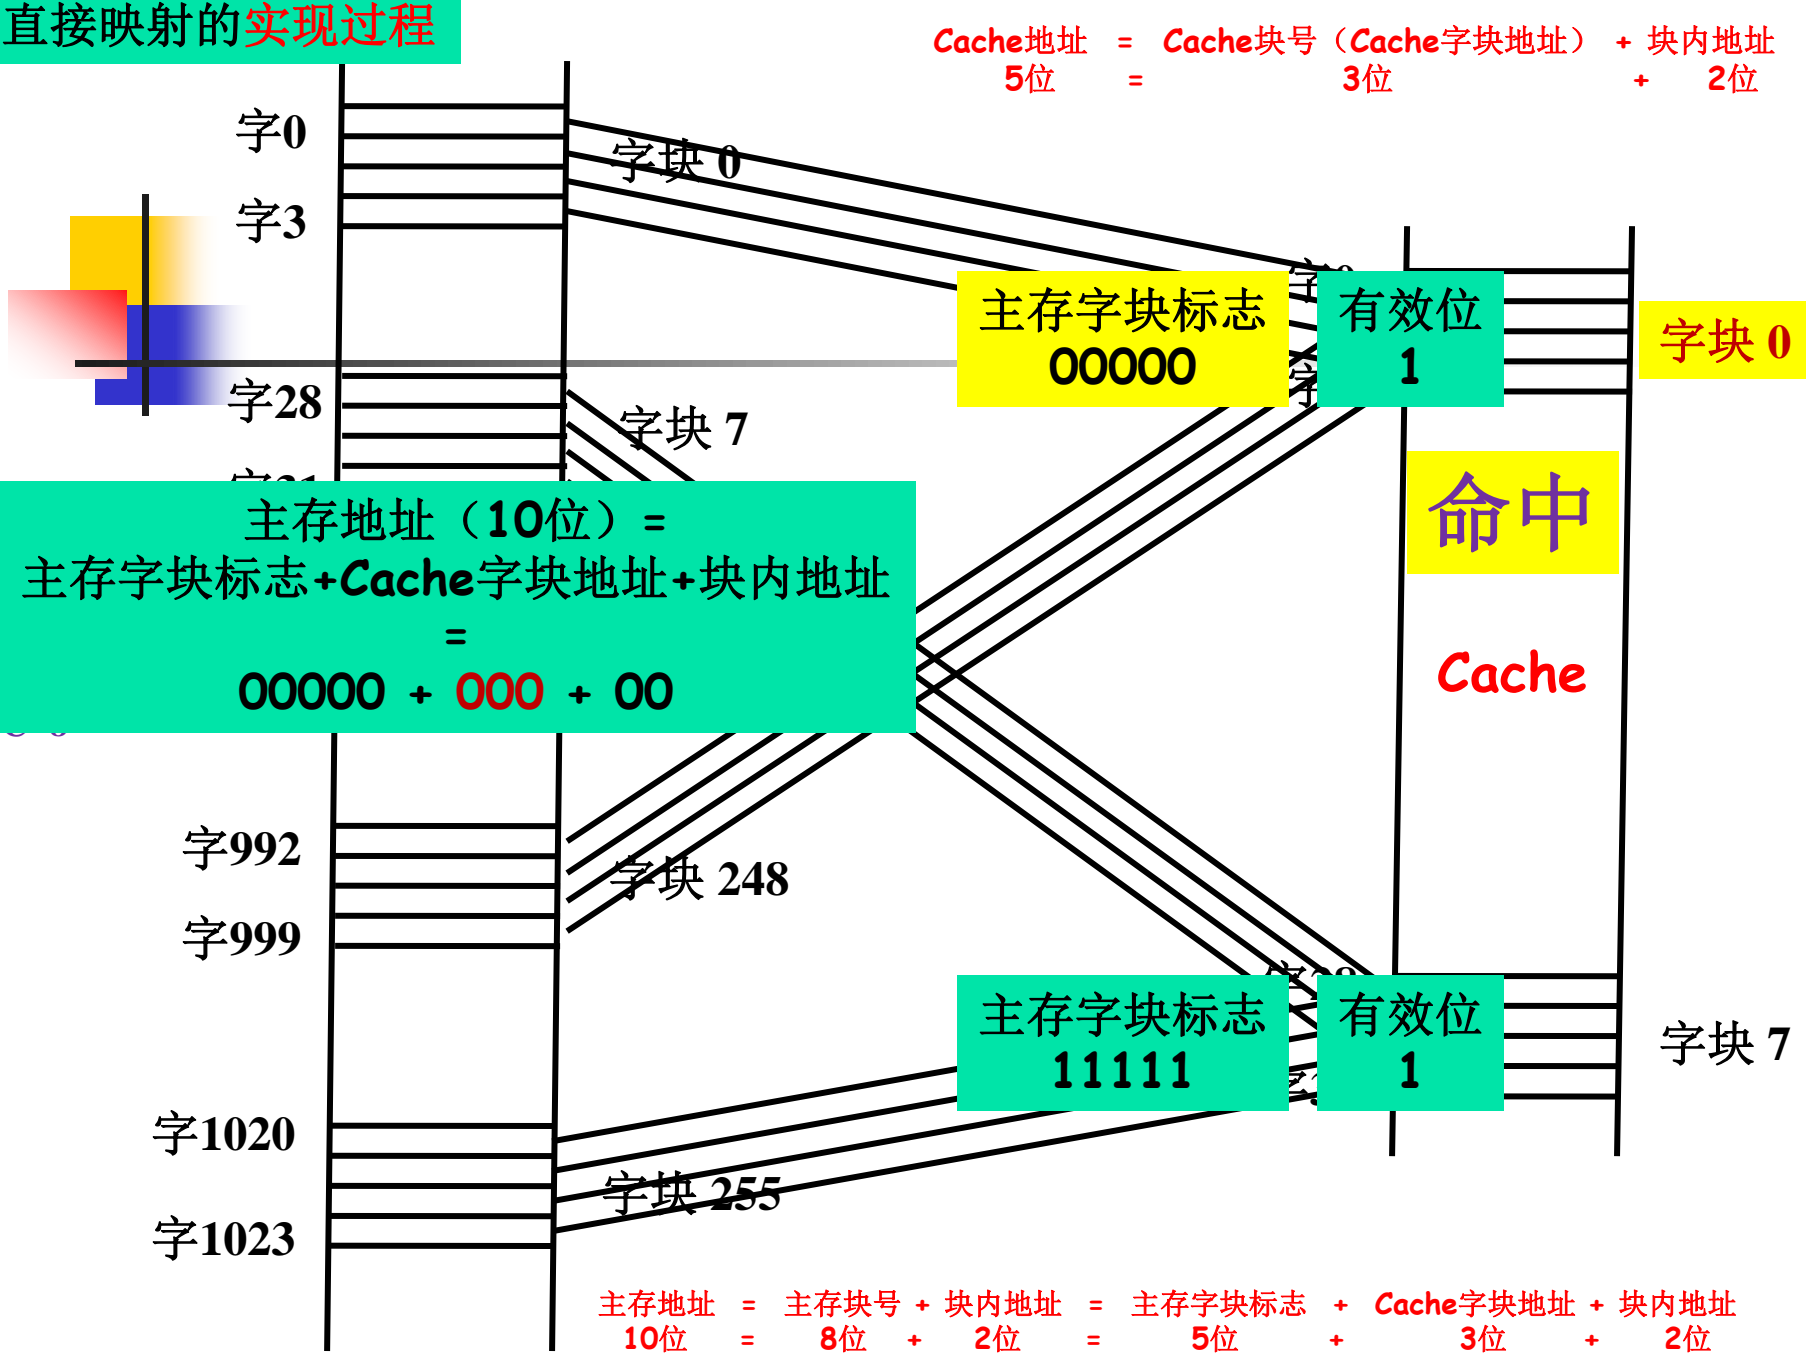 直接映射的实现过程
Cache地址 = Cache块号（Cache字块地址） + 块内地址
5位 = 3位 + 2位
字0
字块 0
字3
主存字块标志
00000
有效位
1
字块 0
字28
字块 7
命中
主存地址（10位）=
主存字块标志+Cache字块地址+块内地址
=
00000 + 000 + 00
Cache
字992
字块 248
字999
主存字块标志
11111
有效位
1
字块 7
字1020
字块 255
字1023
主存地址 = 主存块号 + 块内地址 = 主存字块标志 + Cache字块地址 + 块内地址
10位 = 8位 + 2位 = 5位 + 3位 + 2位